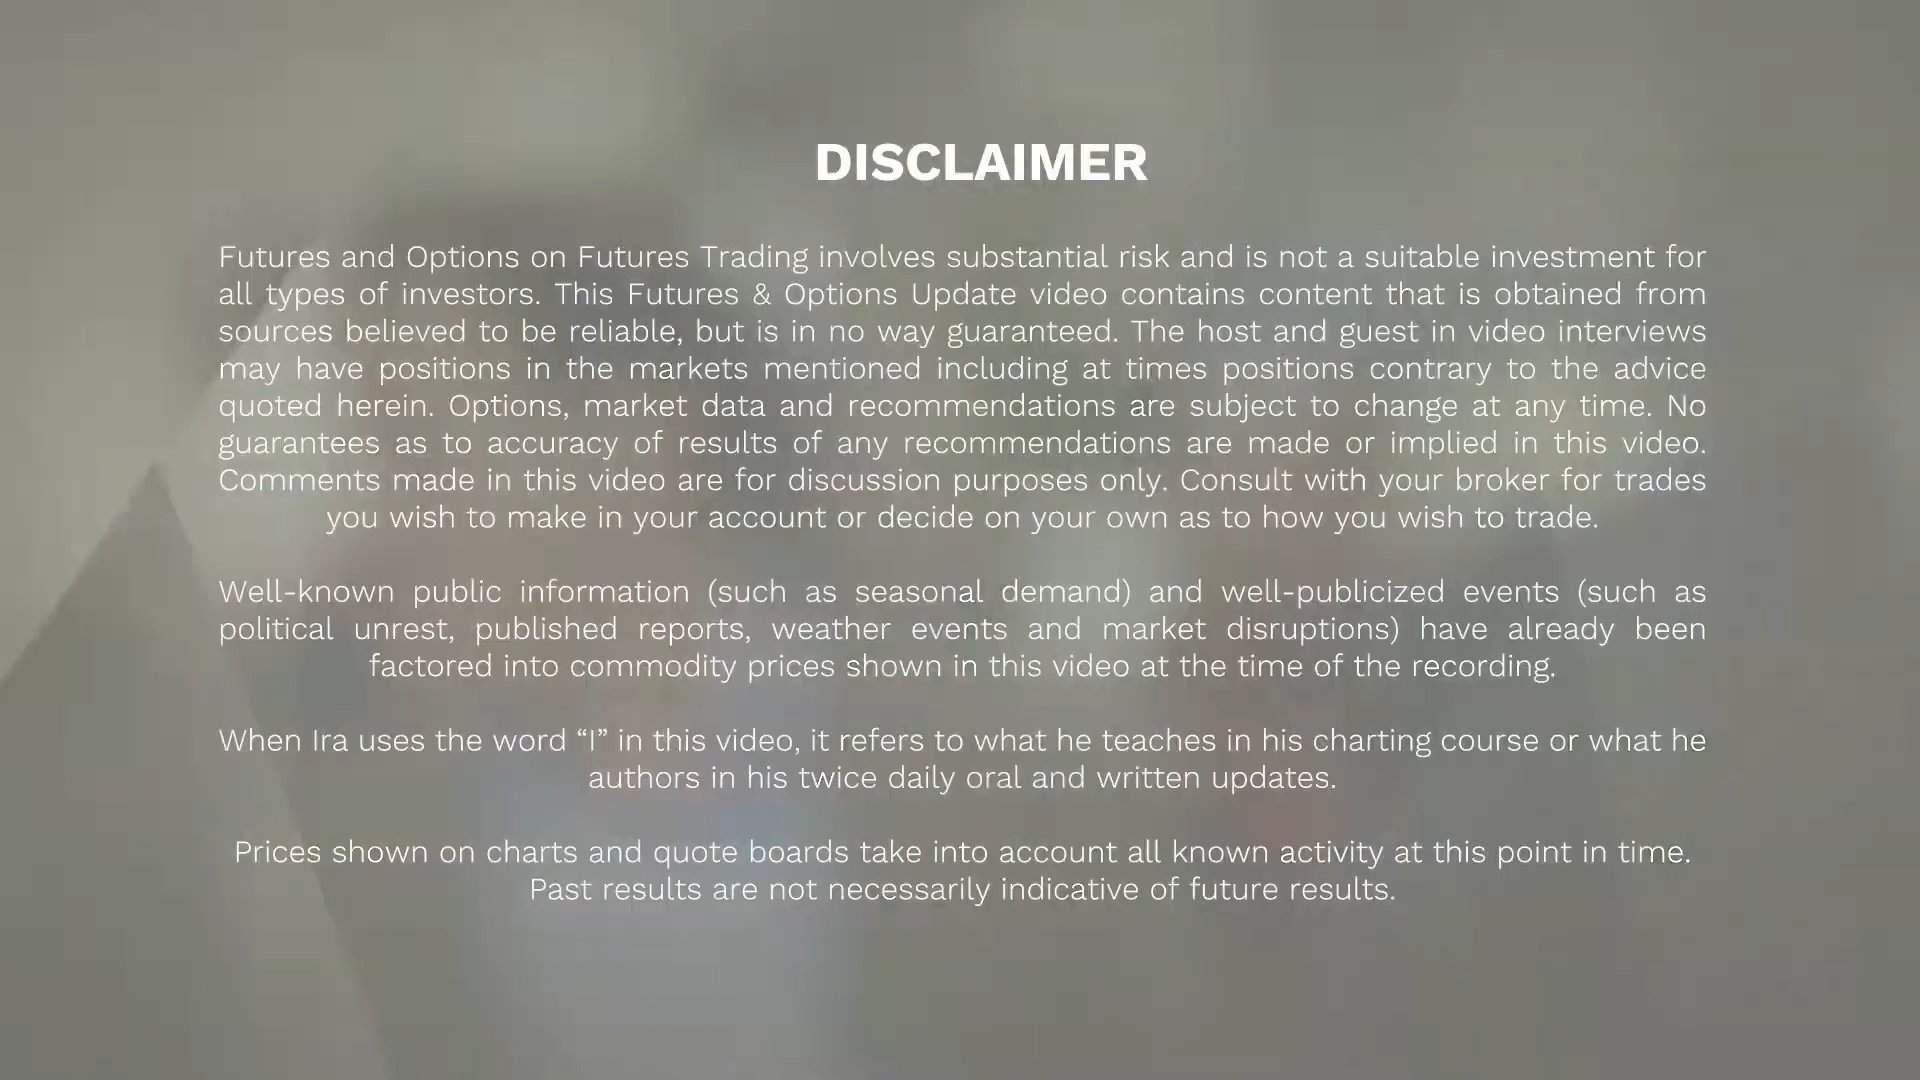 DISCLAIMER
Futures and Options on Futures Trading involves substantial risk and is not a suitable investment for
all types of investors. This Futures & Options Update video contains content that is obtained from
sources believed to be reliable, but is in no way guaranteed. The host and guest in video interviews
may have positions in the markets mentioned including at times positions contrary to the advice
quoted herein. Options, market data and recommendations are subject to change at any time. No
guarantees as to accuracy of results of any recommendations are made or implied in this video.
Comments made in this video are for discussion purposes only. Consult with your broker for trades
you wish to make in your account or decide on your own as to how you wish to trade.
Well-known public information (such as seasonal demand) and well-publicized events (such as
political unrest, published reports, weather events and market disruptions) have already been
factored into commodity prices shown in this video at the time of the recording.
When Ira uses the word “I” in this video, it refers to what he teaches in his charting course or what he
authors in his twice daily oral and written updates.
Prices shown on charts and quote boards take into account all known activity at this point in time.
Past results are not necessarily indicative of future results.